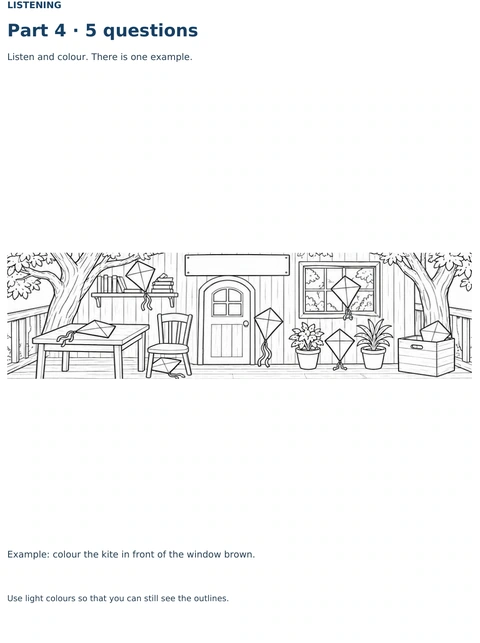 LISTENING
Part 4 · 5 questions
Listen and colour. There is one example.
Example: colour the kite in front of the window brown.
Use light colours so that you can still see the outlines.